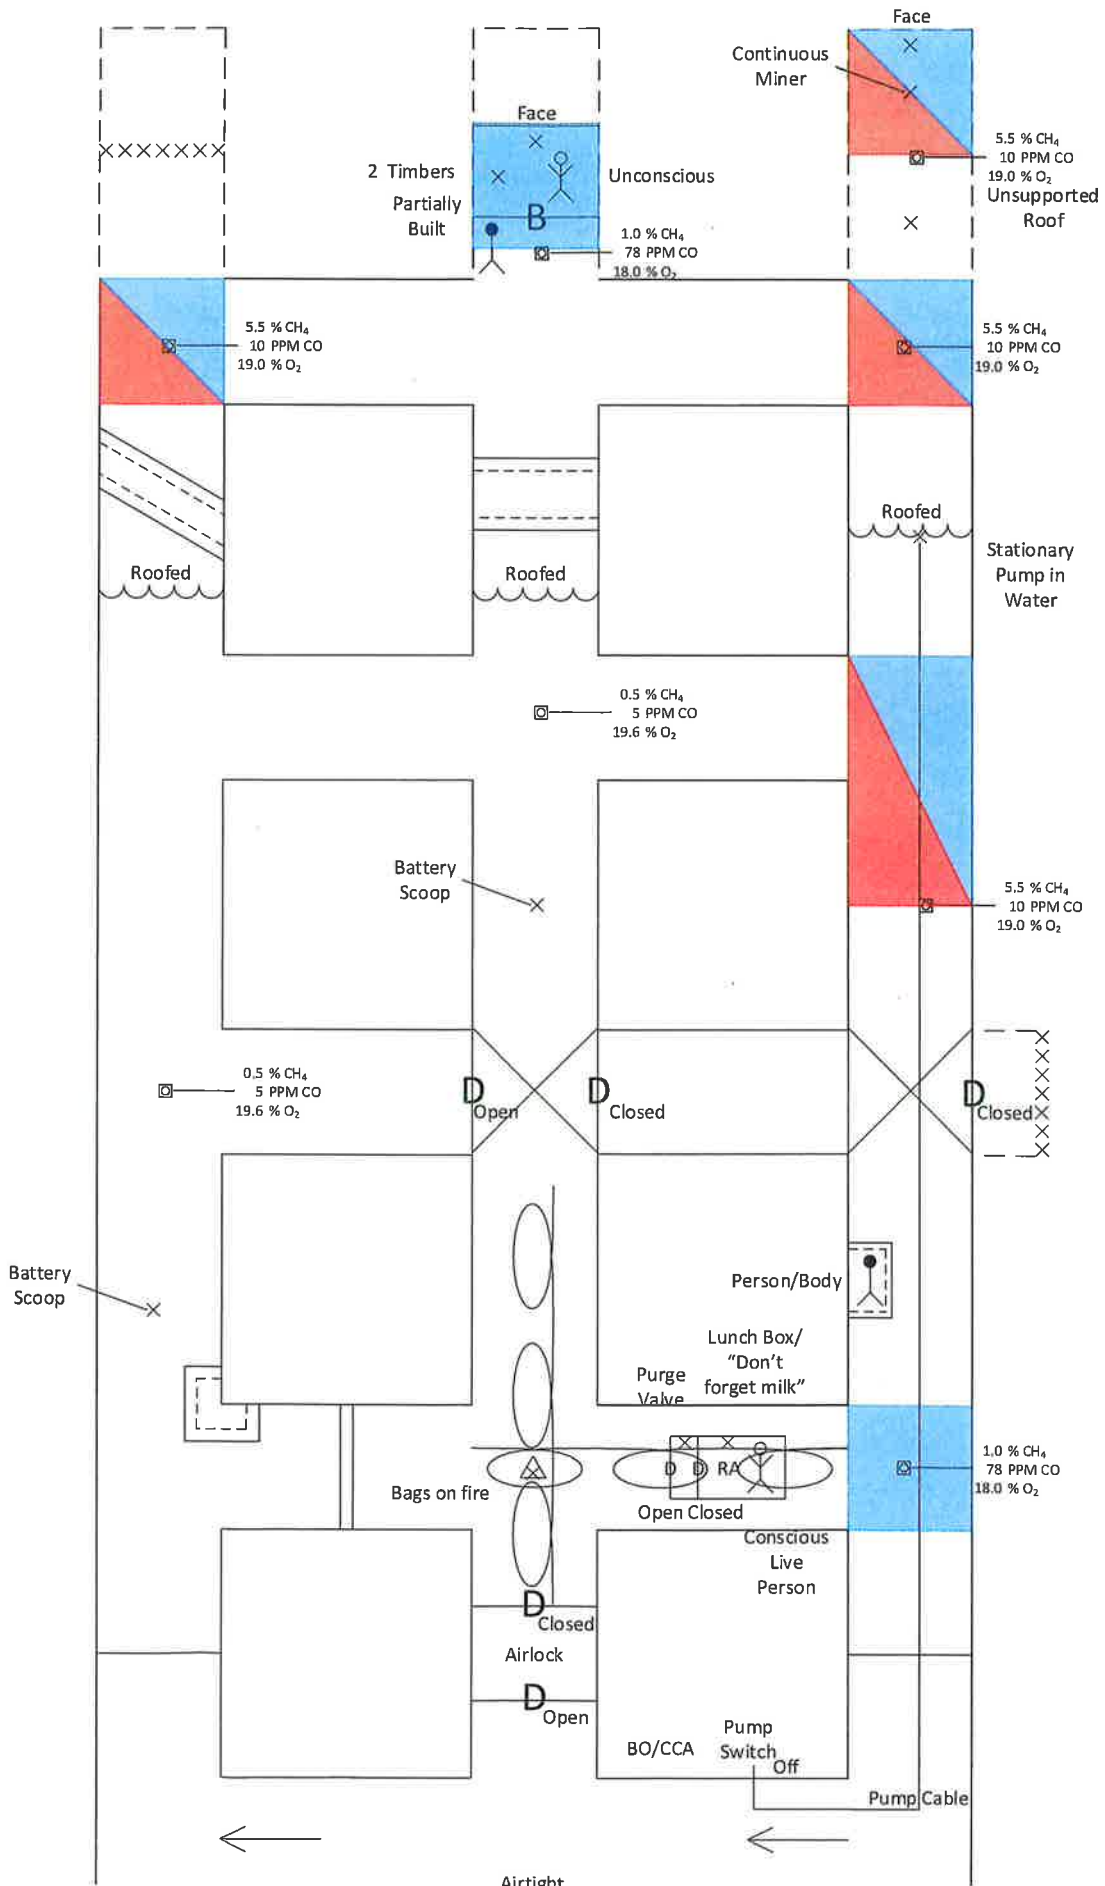 Face
Continuous
Miner
5.5 % CH₄
10 PPM CO
19.0 % O₂
Unsupported
Roof
Face
2 Timbers
Unconscious
Partially
Built
B
1.0 % CH₄
78 PPM CO
18.0 % O₂
5.5 % CH₄
10 PPM CO
19.0 % O₂
5.5 % CH₄
10 PPM CO
19.0 % O₂
Roofed
Roofed
Roofed
Stationary
Pump in
Water
0.5 % CH₄
5 PPM CO
19.6 % O₂
Battery
Scoop
5.5 % CH₄
10 PPM CO
19.0 % O₂
0.5 % CH₄
5 PPM CO
19.6 % O₂
D Open
D Closed
D Closed
Battery
Scoop
Person/Body
Lunch Box/
“Don’t
forget milk”
Purge
Valve
Bags on fire
D D RA
Open Closed
1.0 % CH₄
78 PPM CO
18.0 % O₂
Conscious
Live
Person
D Closed
Airlock
D Open
BO/CCA
Pump
Switch Off
Pump Cable
Airtight